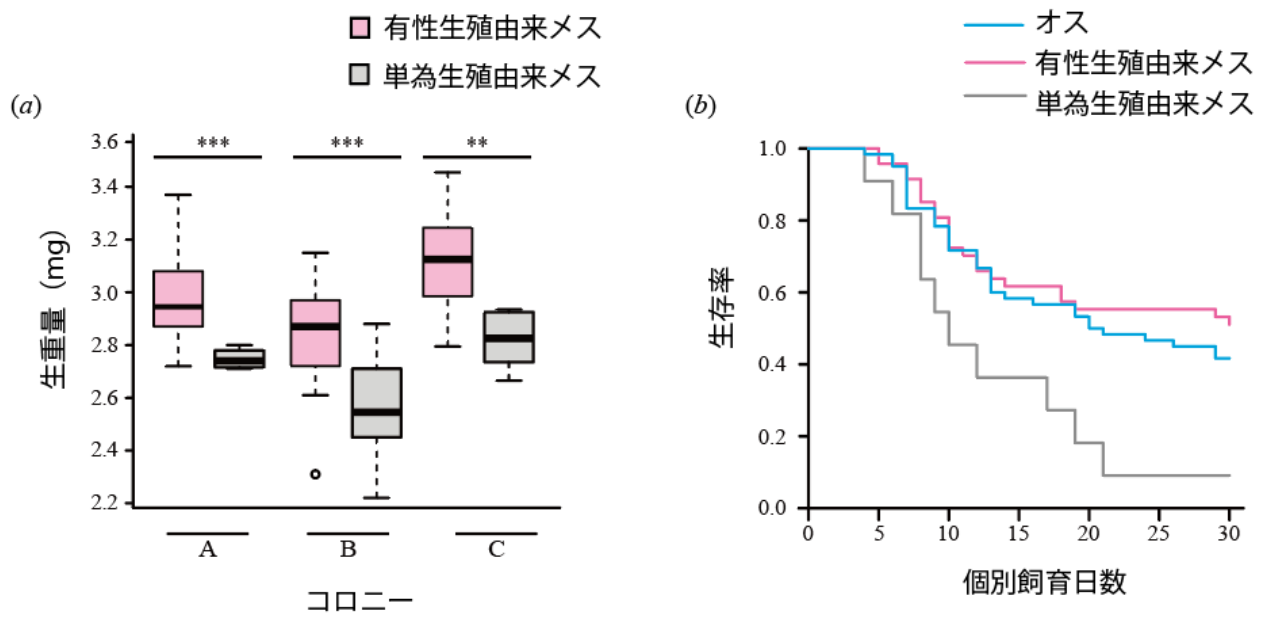 有性生殖由来メス
単為生殖由来メス
(a)
3.6
3.4
3.2
3.0
2.8
2.6
2.4
2.2
生重量 (mg)
***
***
**
A
B
C
コロニー
オス
有性生殖由来メス
単為生殖由来メス
(b)
1.0
0.8
0.6
0.4
0.2
0.0
生存率
0
5
10
15
20
25
30
個別飼育日数